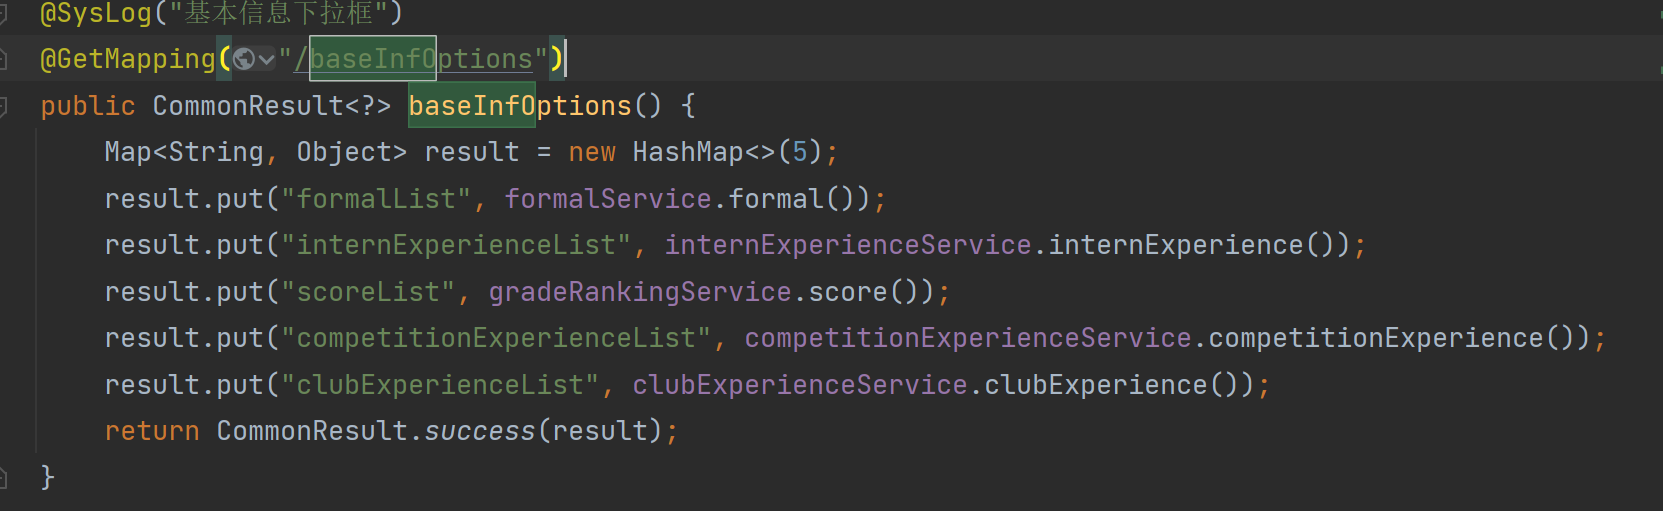 @SysLog("基本信息下拉框")
@GetMapping("/baseInfOptions")
public CommonResult<?> baseInfOptions() {
Map<String, Object> result = new HashMap<>(5);
result.put("formalList", formalService.formal());
result.put("internExperienceList", internExperienceService.internExperience());
result.put("scoreList", gradeRankingService.score());
result.put("competitionExperienceList", competitionExperienceService.competitionExperience());
result.put("clubExperienceList", clubExperienceService.clubExperience());
return CommonResult.success(result);
}